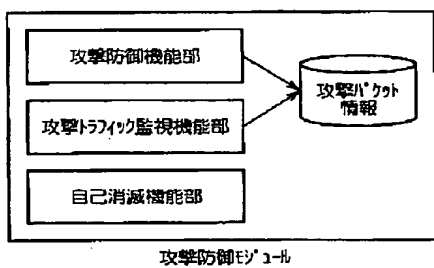 攻撃防御機能部
攻撃トラフィック監視機能部
自己消滅機能部
攻撃パケット
情報
攻撃防御モジュール